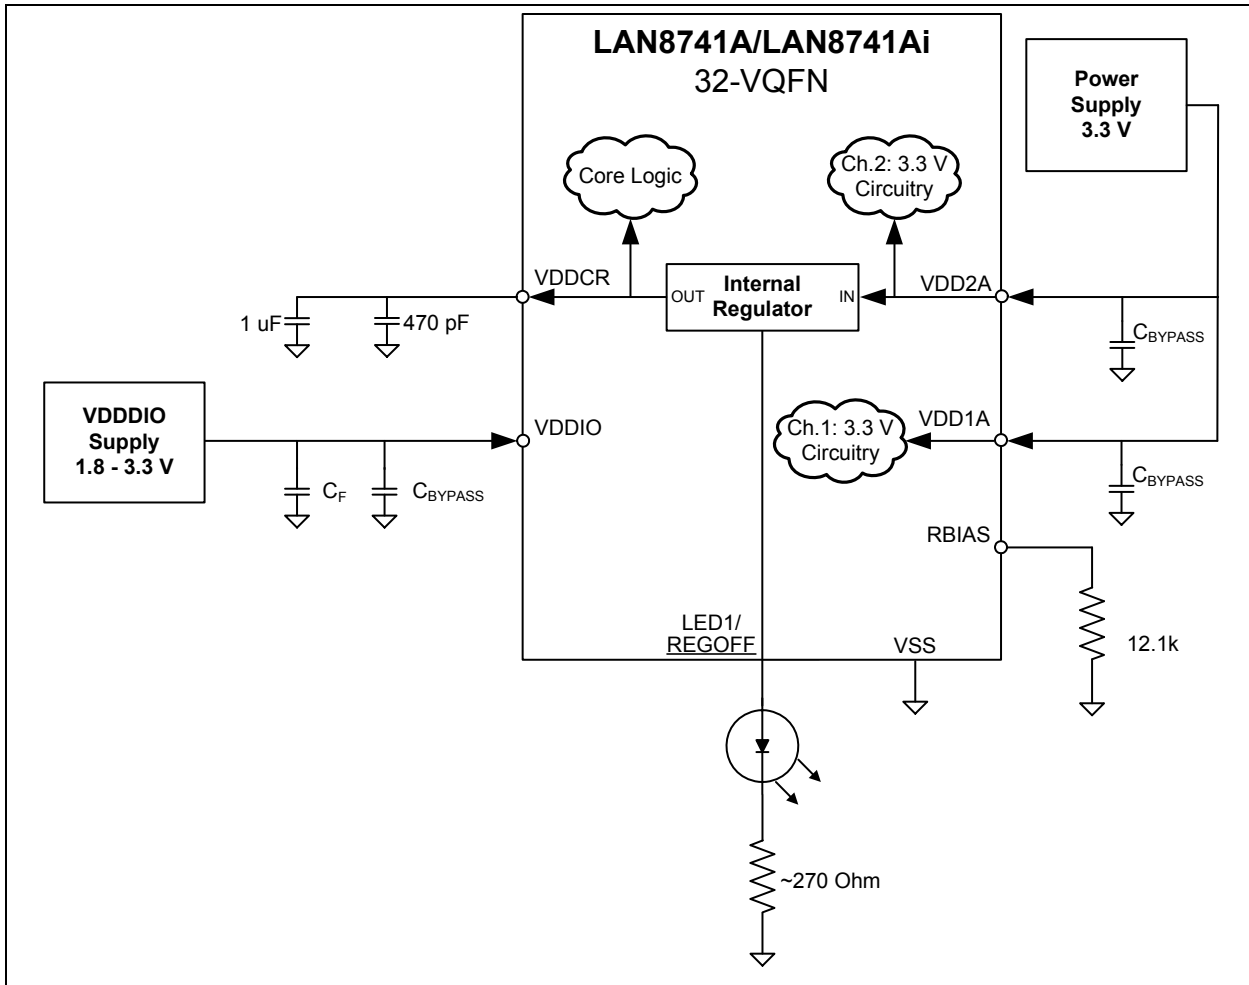 LAN8741A/LAN8741Ai
32-VQFN
Power
Supply
3.3 V
Core Logic
Ch.2: 3.3 V
Circuitry
VDDCR
OUT
Internal
Regulator
IN
VDD2A
1 uF
470 pF
CBYPASS
VDDDIO
Supply
1.8 - 3.3 V
VDDIO
Ch.1: 3.3 V
Circuitry
VDD1A
CF
CBYPASS
CBYPASS
RBIAS
LED1/
REGOFF
VSS
12.1k
~270 Ohm